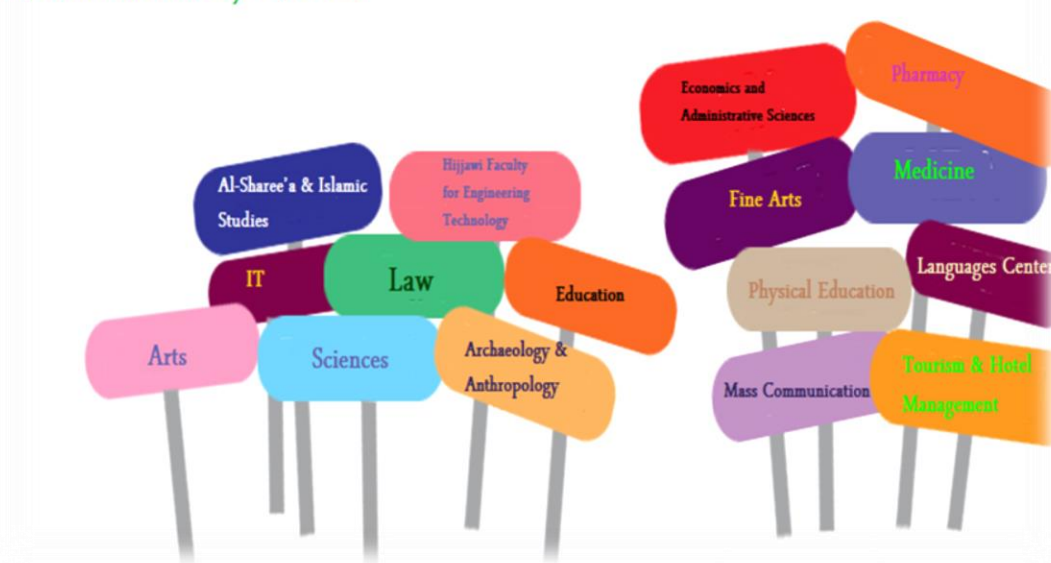 Economics and
Administrative Sciences
Pharmacy
Al-Sharee'a & Islamic
Studies
Hijjawi Faculty
for Engineering
Technology
Fine Arts
Medicine
IT
Law
Education
Physical Education
Languages Center
Arts
Sciences
Archaeology &
Anthropology
Mass Communication
Tourism & Hotel
Management